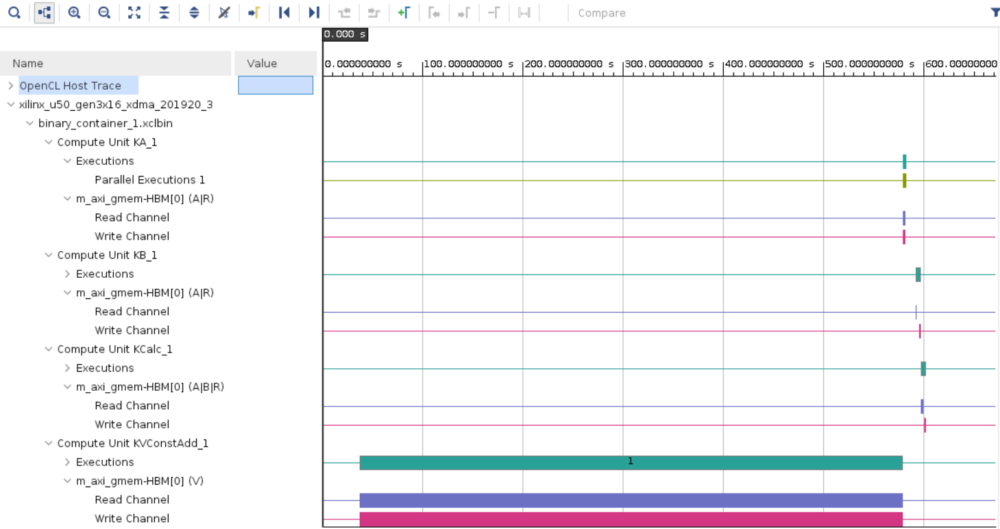 Compare
0.000 s
Name Value
0.000000000 s 100.000000000 s 200.000000000 s 300.000000000 s 400.000000000 s 500.000000000 s 600.00000000
OpenCL Host Trace
xilinx_u50_gen3x16_xdma_201920_3
binary_container_1.xclbin
Compute Unit KA_1
Executions
Parallel Executions 1
m_axi_gmem-HBM[0] (A|R)
Read Channel
Write Channel
Compute Unit KB_1
Executions
m_axi_gmem-HBM[0] (A|R)
Read Channel
Write Channel
Compute Unit KCalc_1
Executions
m_axi_gmem-HBM[0] (A|B|R)
Read Channel
Write Channel
Compute Unit KVConstAdd_1
Executions 1
m_axi_gmem-HBM[0] (V)
Read Channel
Write Channel